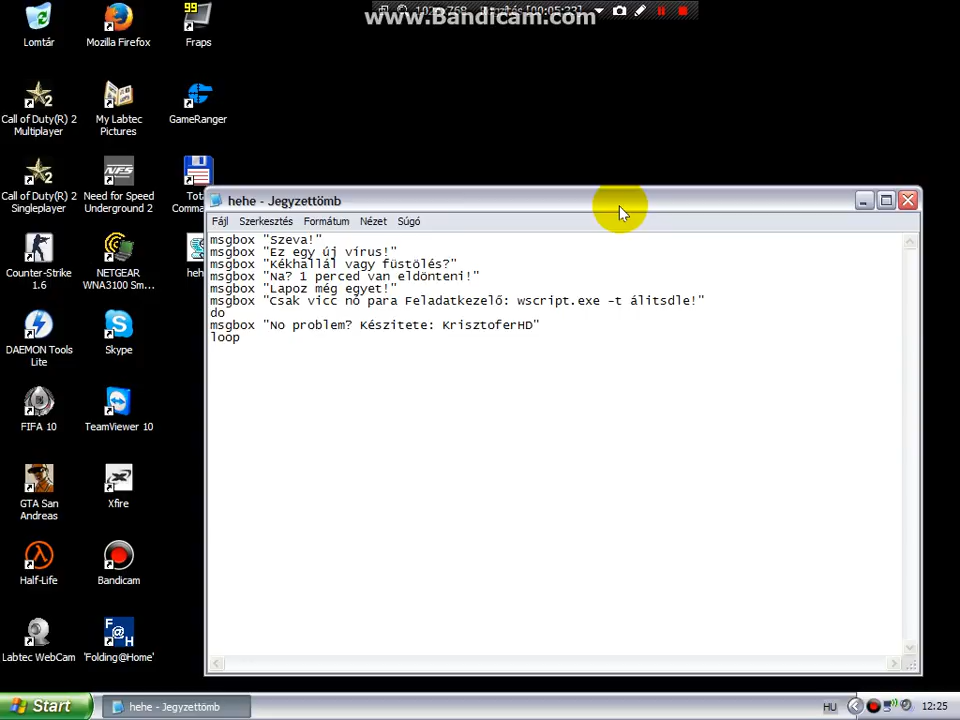 www.Bandicam.com
99
Lomtár
Mozilla Firefox
Fraps
Call of Duty(R) 2
Multiplayer
My Labtec
Pictures
GameRanger
Call of Duty(R) 2
Singleplayer
Need for Speed
Underground 2
Counter-Strike
1.6
NETGEAR
WNA3100 Sm...
DAEMON Tools
Lite
Skype
FIFA 10
TeamViewer 10
GTA San
Andreas
Xfire
Half-Life
Bandicam
Labtec WebCam
'Folding@Home'
hehe - Jegyzettömb
Fájl Szerkesztés Formátum Nézet Súgó
msgbox "Szeva!"
msgbox "Ez egy új vírus!"
msgbox "Kékhallál vagy füstölés?"
msgbox "Na? 1 perced van eldönteni!"
msgbox "Lapoz még egyet!"
msgbox "Csak vicc nó para Feladatkezelő: wscript.exe -t álitsdle!"
do
msgbox "No problem? Készitete: KrisztoferHD"
loop
Start
hehe - Jegyzettömb
HU
12:25